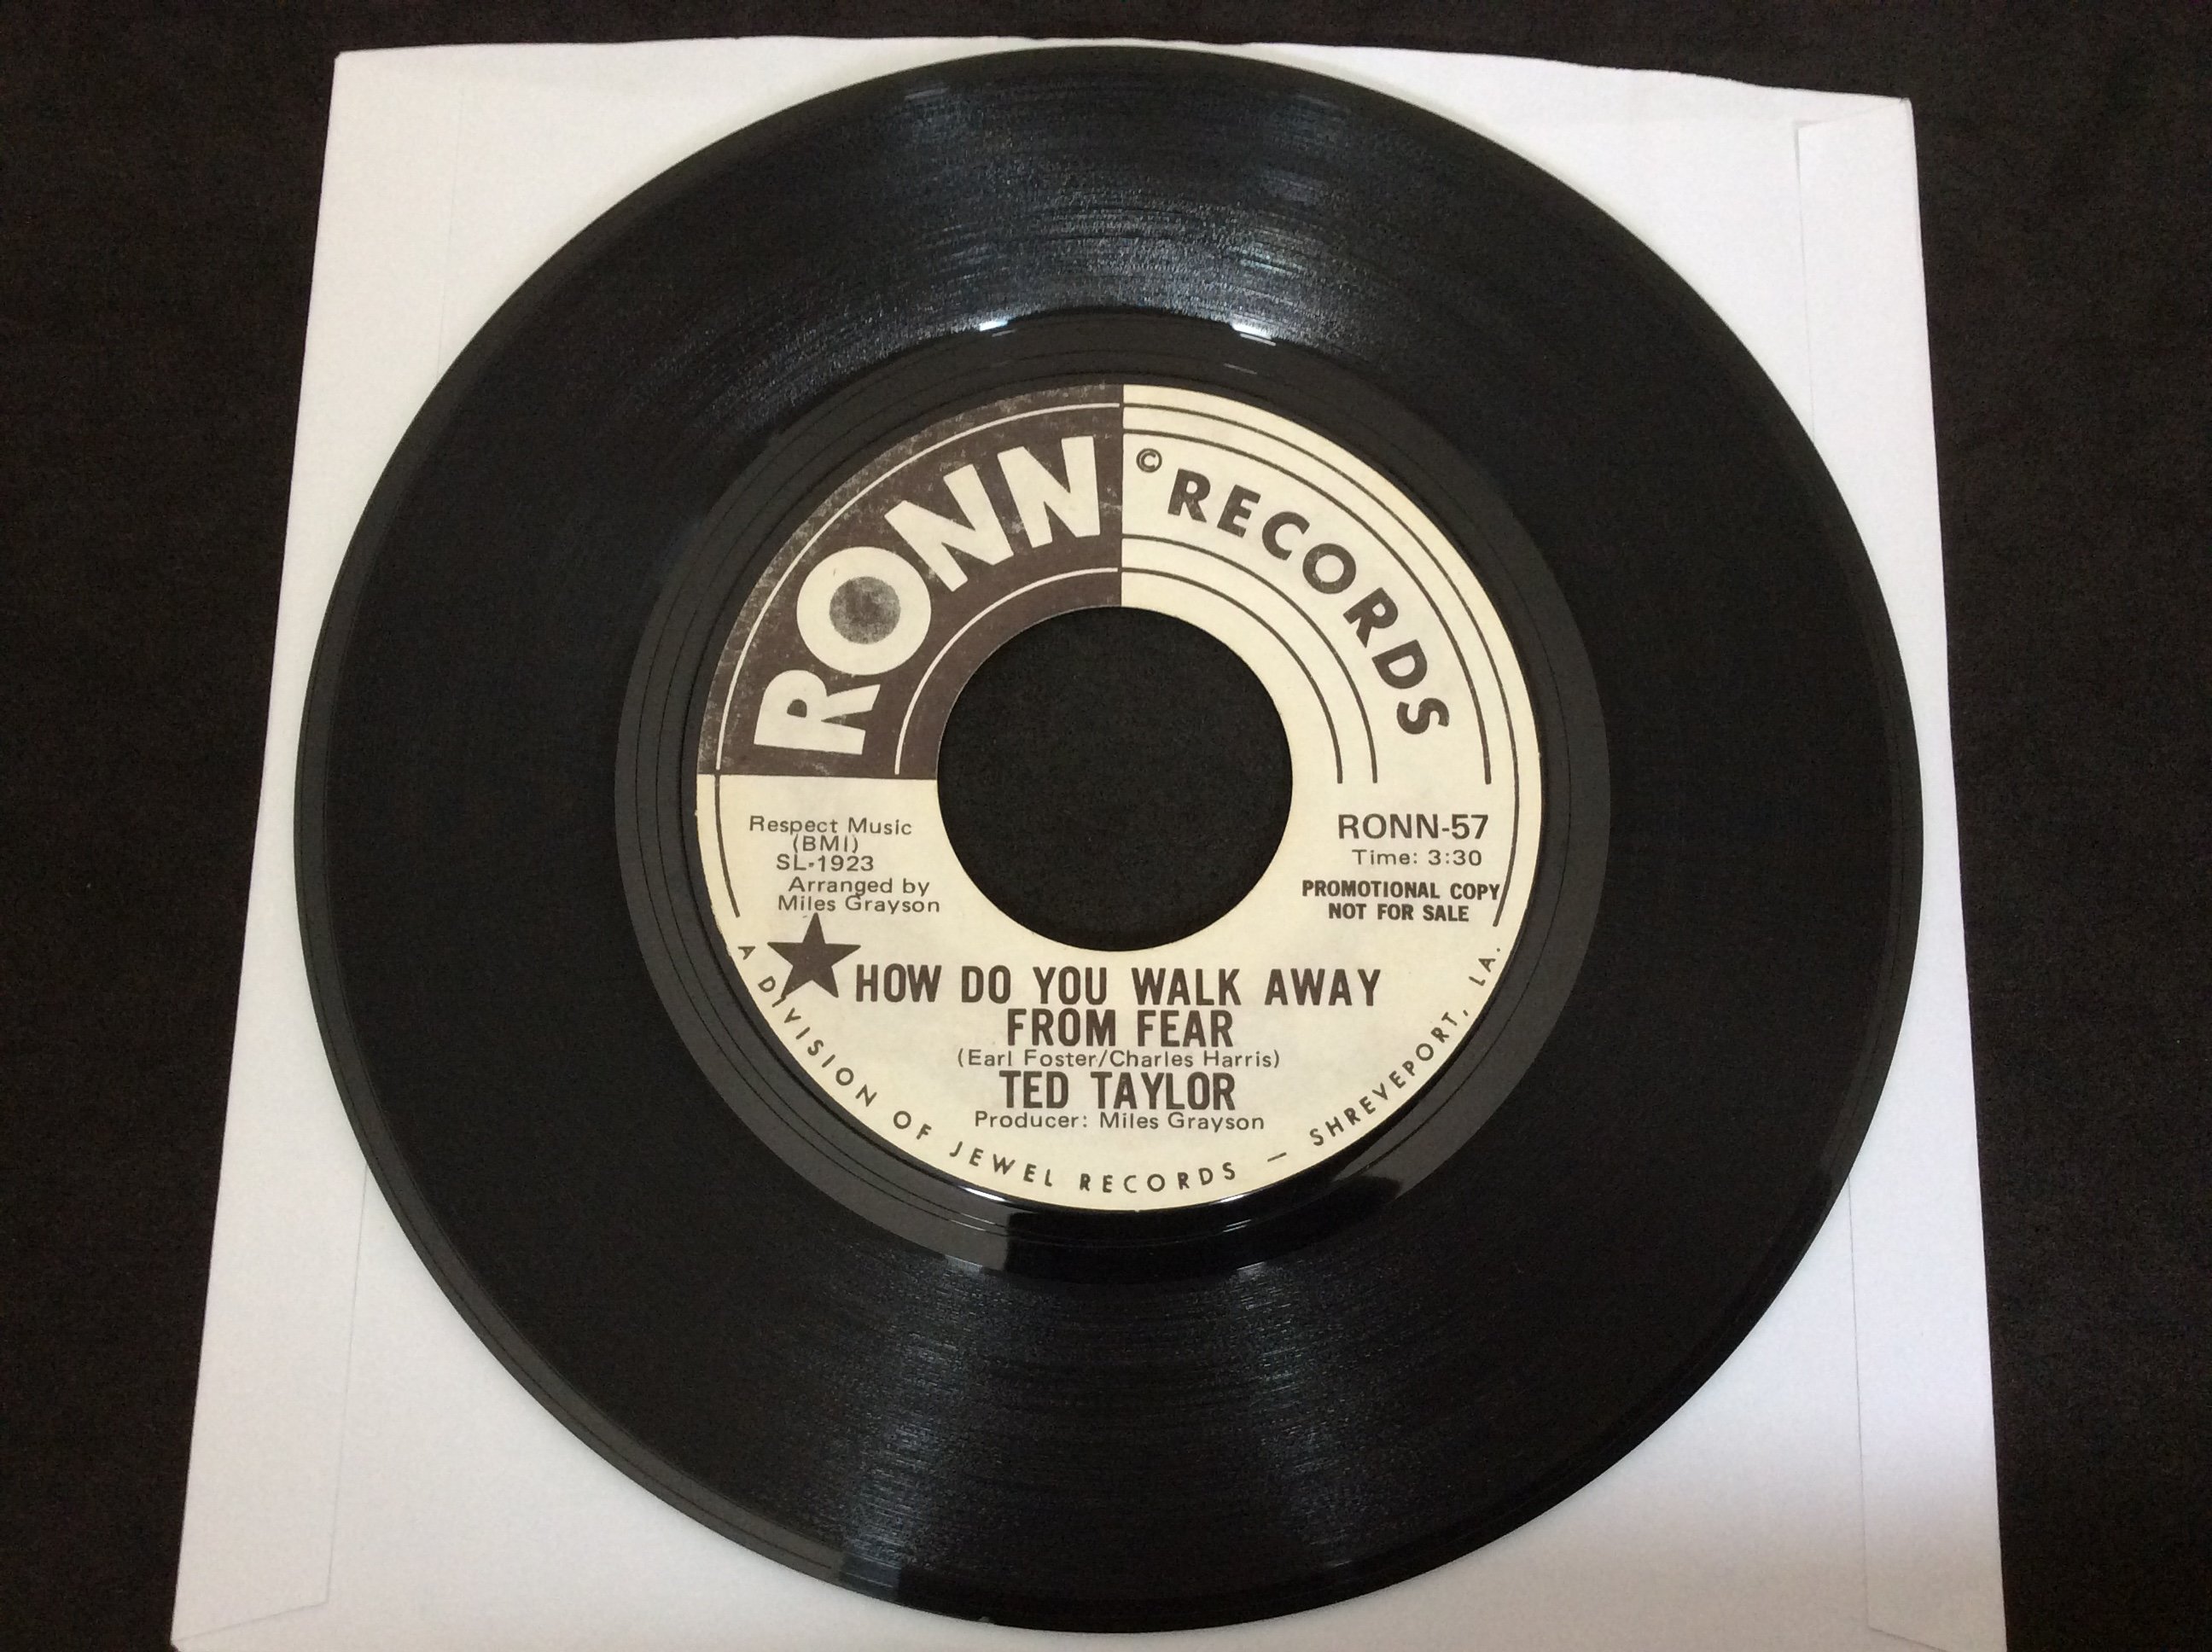 RONN © RECORDS
Respect Music
(BMI)
SL-1923
Arranged by
Miles Grayson
RONN-57
Time: 3:30
PROMOTIONAL COPY
NOT FOR SALE
HOW DO YOU WALK AWAY
FROM FEAR
(Earl Foster/Charles Harris)
TED TAYLOR
Producer: Miles Grayson
A DIVISION OF JEWEL RECORDS — SHREVEPORT, LA.